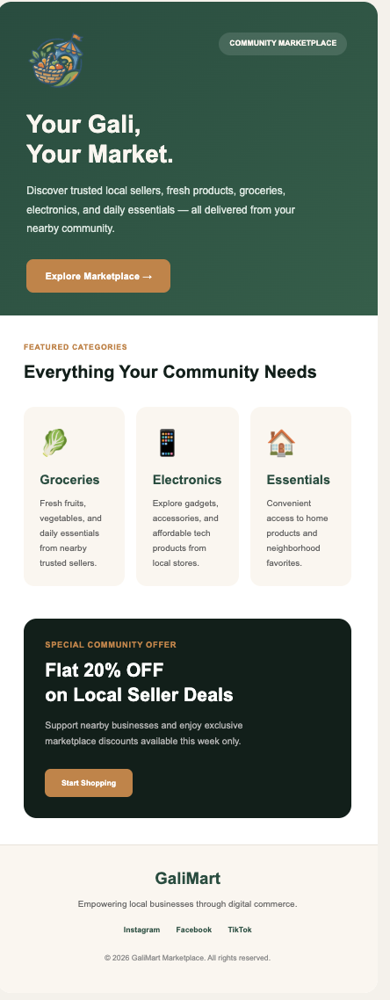 COMMUNITY MARKETPLACE
Your Gali,
Your Market.
Discover trusted local sellers, fresh products, groceries,
electronics, and daily essentials — all delivered from your
nearby community.
Explore Marketplace →
FEATURED CATEGORIES
Everything Your Community Needs
Groceries
Fresh fruits,
vegetables, and
daily essentials
from nearby
trusted sellers.
Electronics
Explore gadgets,
accessories, and
affordable tech
products from
local stores.
Essentials
Convenient
access to home
products and
neighborhood
favorites.
SPECIAL COMMUNITY OFFER
Flat 20% OFF
on Local Seller Deals
Support nearby businesses and enjoy exclusive
marketplace discounts available this week only.
Start Shopping
GaliMart
Empowering local businesses through digital commerce.
Instagram Facebook TikTok
© 2026 GaliMart Marketplace. All rights reserved.